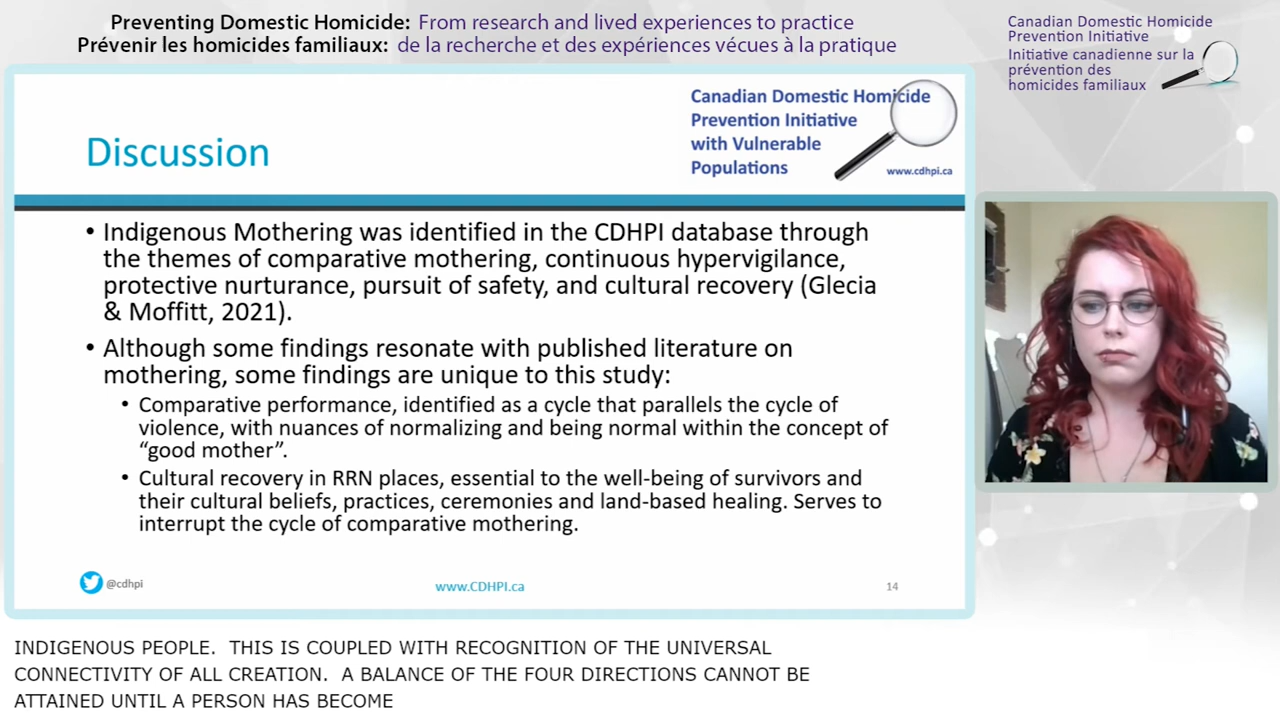 Preventing Domestic Homicide: From research and lived experiences to practice
Prévenir les homicides familiaux: de la recherche et des expériences vécues à la pratique
Canadian Domestic Homicide
Prevention Initiative
Initiative canadienne sur la
prévention des
homicides familiaux
Canadian Domestic Homicide
Prevention Initiative
with Vulnerable
Populations
www.cdhpi.ca
Discussion
• Indigenous Mothering was identified in the CDHPI database through
the themes of comparative mothering, continuous hypervigilance,
protective nurturance, pursuit of safety, and cultural recovery (Glecia
& Moffitt, 2021).
• Although some findings resonate with published literature on
mothering, some findings are unique to this study:
• Comparative performance, identified as a cycle that parallels the cycle of
violence, with nuances of normalizing and being normal within the concept of
“good mother”.
• Cultural recovery in RRN places, essential to the well-being of survivors and
their cultural beliefs, practices, ceremonies and land-based healing. Serves to
interrupt the cycle of comparative mothering.
@cdhpi
www.CDHPI.ca
14
INDIGENOUS PEOPLE.  THIS IS COUPLED WITH RECOGNITION OF THE UNIVERSAL
CONNECTIVITY OF ALL CREATION.  A BALANCE OF THE FOUR DIRECTIONS CANNOT BE
ATTAINED UNTIL A PERSON HAS BECOME